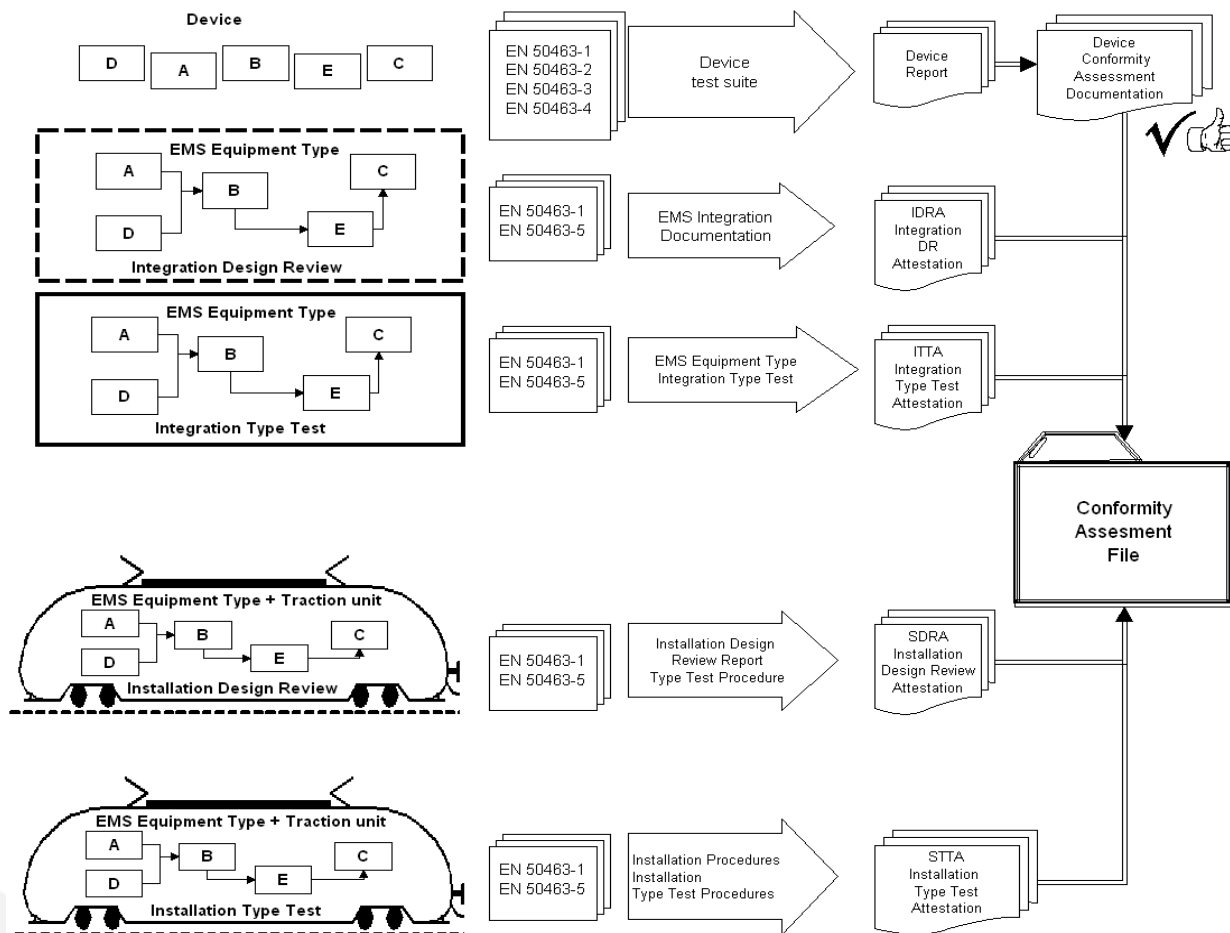 Device
D
A
B
E
C
EN 50463-1
EN 50463-2
EN 50463-3
EN 50463-4
Device
test suite
Device
Report
Device
Conformity
Assessment
Documentation
EMS Equipment Type
A
B
C
D
E
Integration Design Review
EN 50463-1
EN 50463-5
EMS Integration
Documentation
IDRA
Integration
DR
Attestation
EMS Equipment Type
A
B
C
D
E
Integration Type Test
EN 50463-1
EN 50463-5
EMS Equipment Type
Integration Type Test
ITTA
Integration
Type Test
Attestation
Conformity
Assesment
File
EMS Equipment Type + Traction unit
A
B
C
D
E
Installation Design Review
EN 50463-1
EN 50463-5
Installation Design
Review Report
Type Test Procedure
SDRA
Installation
Design Review
Attestation
EMS Equipment Type + Traction unit
A
B
C
D
E
Installation Type Test
EN 50463-1
EN 50463-5
Installation Procedures
Installation
Type Test Procedures
STTA
Installation
Type Test
Attestation